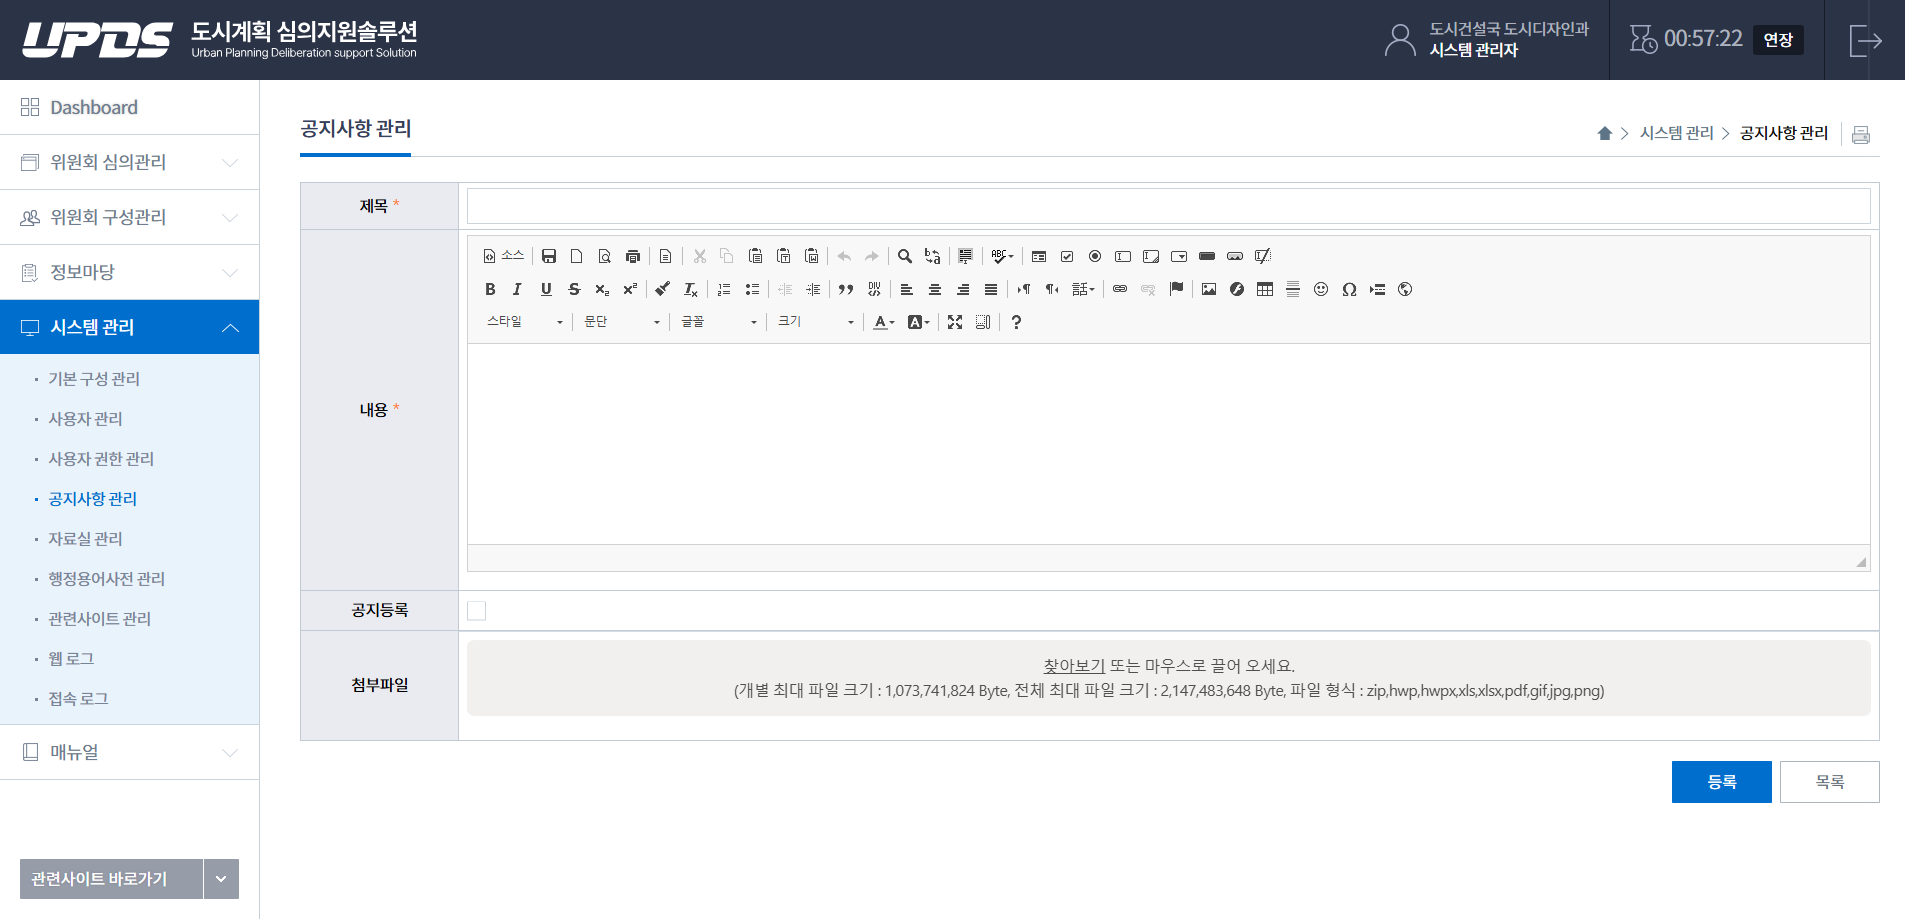 UPDS 도시계획 심의지원솔루션
Urban Planning Deliberation support Solution
도시건설국 도시디자인과
시스템 관리자
00:57:22 연장
Dashboard
위원회 심의관리
위원회 구성관리
정보마당
시스템 관리
기본 구성 관리
사용자 관리
사용자 권한 관리
공지사항 관리
자료실 관리
행정용어사전 관리
관련사이트 관리
웹 로그
접속 로그
매뉴얼
관련사이트 바로가기
공지사항 관리
시스템 관리 > 공지사항 관리
제목 *
내용 *
소스
스타일 문단 글꼴 크기
공지등록
첨부파일
찾아보기 또는 마우스로 끌어 오세요.
(개별 최대 파일 크기 : 1,073,741,824 Byte, 전체 최대 파일 크기 : 2,147,483,648 Byte, 파일 형식 : zip,hwp,hwpx,xls,xlsx,pdf,gif,jpg,png)
등록 목록